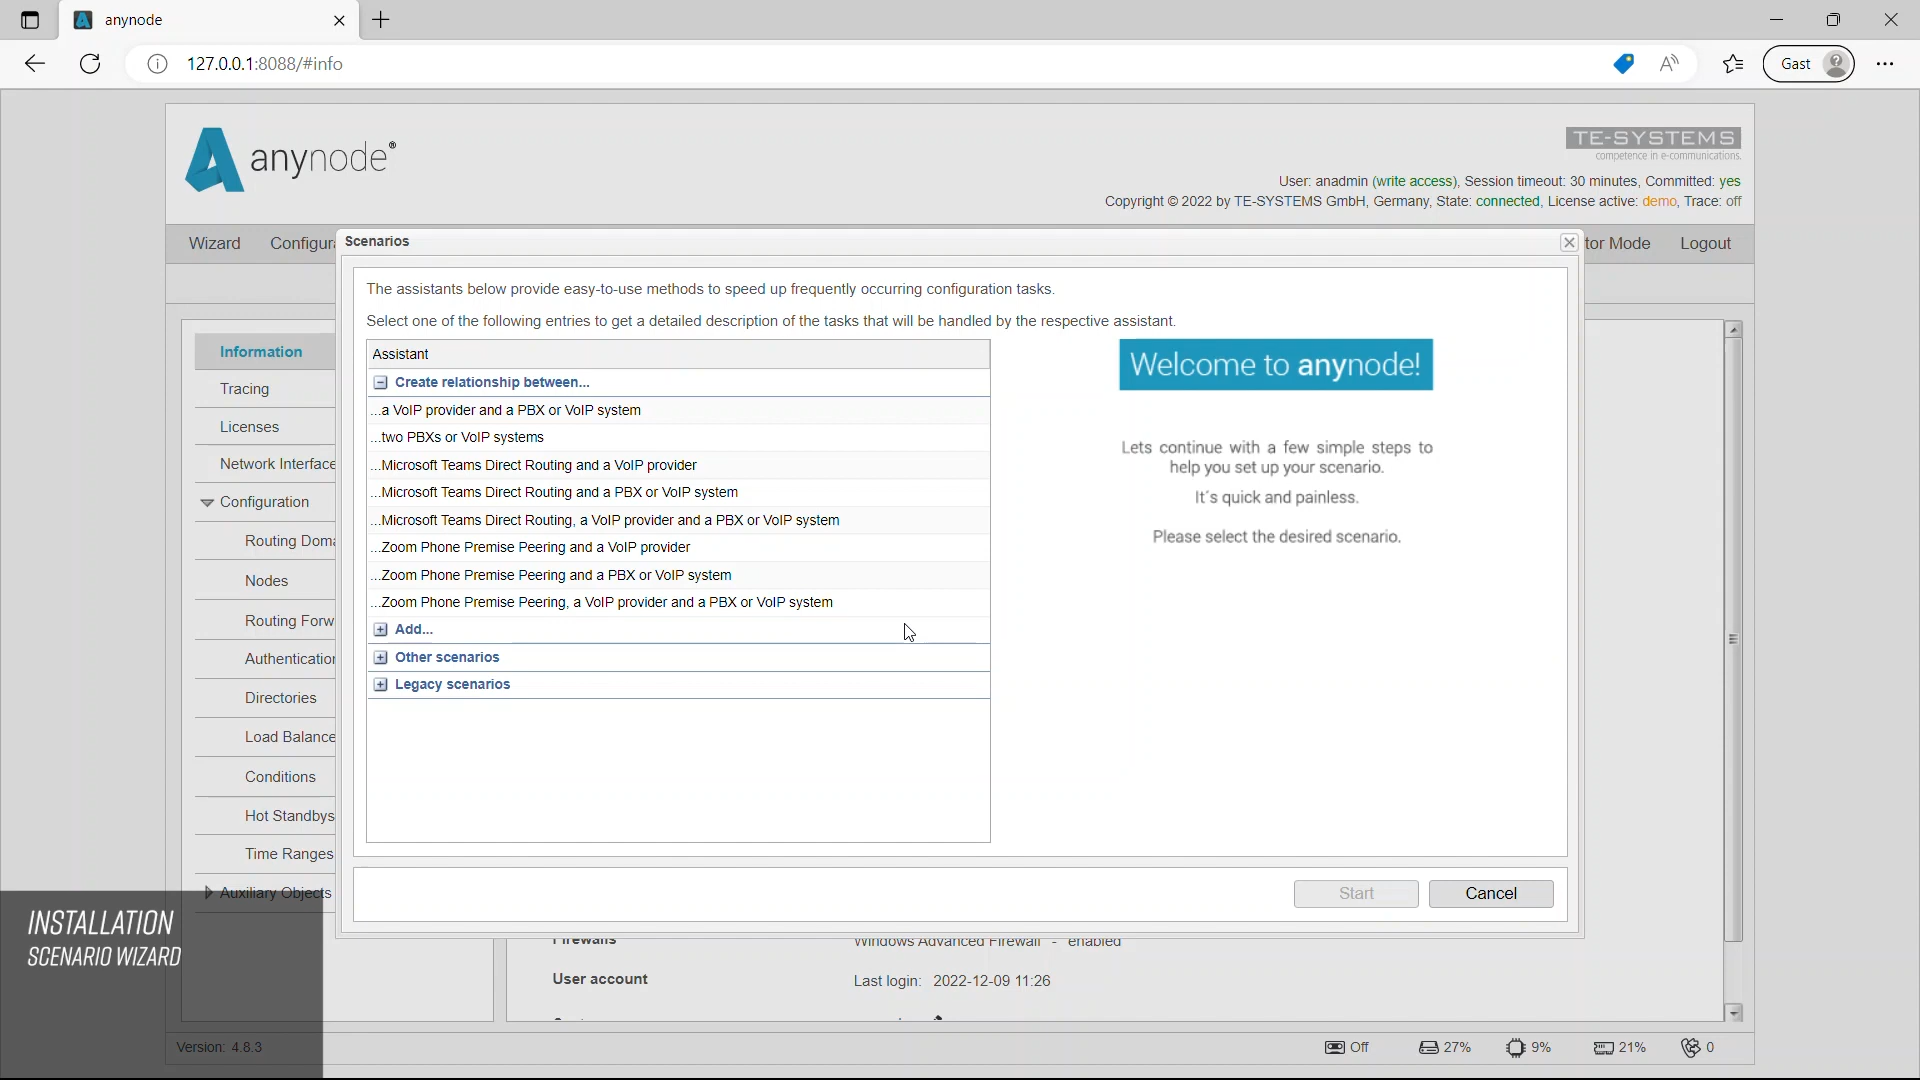 anynode
127.0.0.1:8088/#info
Gast
anynode®
TE-SYSTEMS
competence in e-communications.
User: anadmin (write access), Session timeout: 30 minutes, Committed: yes
Copyright © 2022 by TE-SYSTEMS GmbH, Germany, State: connected, License active: demo, Trace: off
Wizard
Configura
Scenarios
tor Mode
Logout
The assistants below provide easy-to-use methods to speed up frequently occurring configuration tasks.
Select one of the following entries to get a detailed description of the tasks that will be handled by the respective assistant.
Assistant
Create relationship between...
...a VoIP provider and a PBX or VoIP system
...two PBXs or VoIP systems
...Microsoft Teams Direct Routing and a VoIP provider
...Microsoft Teams Direct Routing and a PBX or VoIP system
...Microsoft Teams Direct Routing, a VoIP provider and a PBX or VoIP system
...Zoom Phone Premise Peering and a VoIP provider
...Zoom Phone Premise Peering and a PBX or VoIP system
...Zoom Phone Premise Peering, a VoIP provider and a PBX or VoIP system
Add...
Other scenarios
Legacy scenarios
Welcome to anynode!
Lets continue with a few simple steps to
help you set up your scenario.
It´s quick and painless.
Please select the desired scenario.
Start
Cancel
Information
Tracing
Licenses
Network Interface
Configuration
Routing Doma
Nodes
Routing Forw
Authentication
Directories
Load Balance
Conditions
Hot Standbys
Time Ranges
Auxiliary Objects
INSTALLATION
SCENARIO WIZARD
Firewalls
Windows Advanced Firewall - enabled
User account
Last login: 2022-12-09 11:26
Version: 4.8.3
Off
27%
9%
21%
0